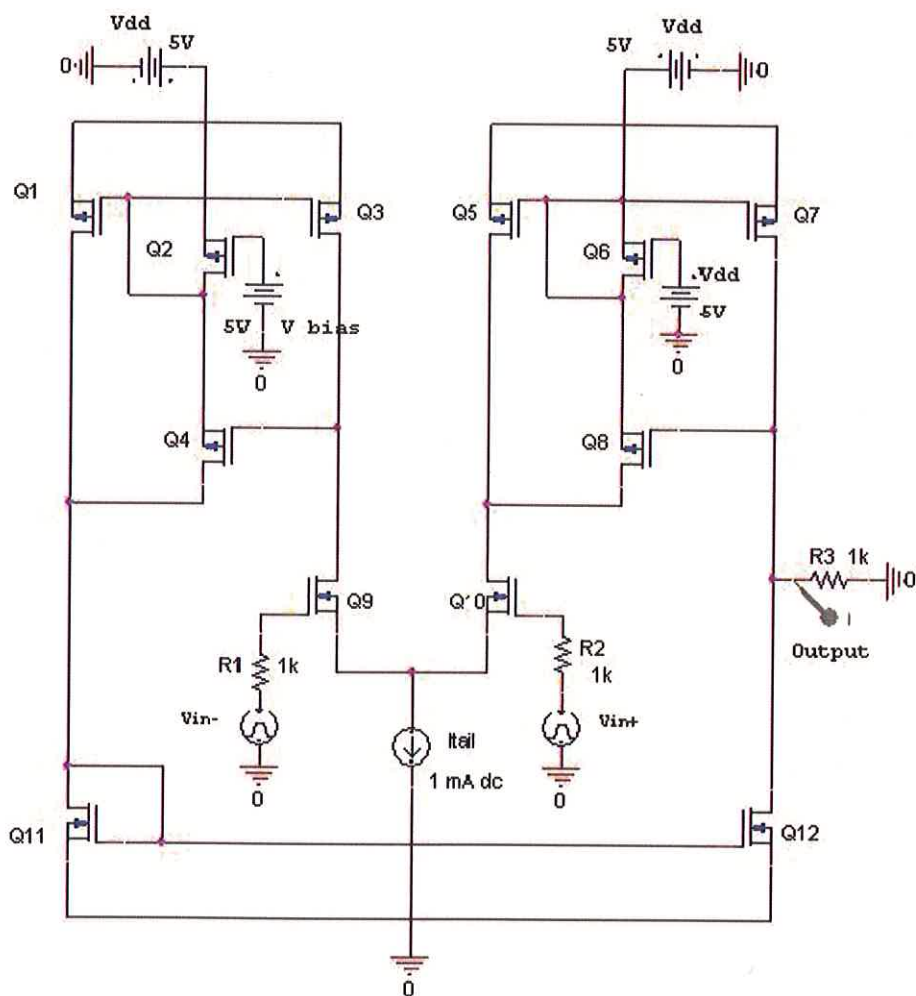 Vdd
5V
0
Vdd
5V
0
Q1
Q3
Q5
Q7
Q2
Q6
5V
V bias
0
Vdd
5V
0
Q4
Q8
R3 1k
0
Q9
Q10
Output
R1
1k
R2
1k
Vin-
Vin+
Itail
1 mA dc
0
0
Q11
Q12
0